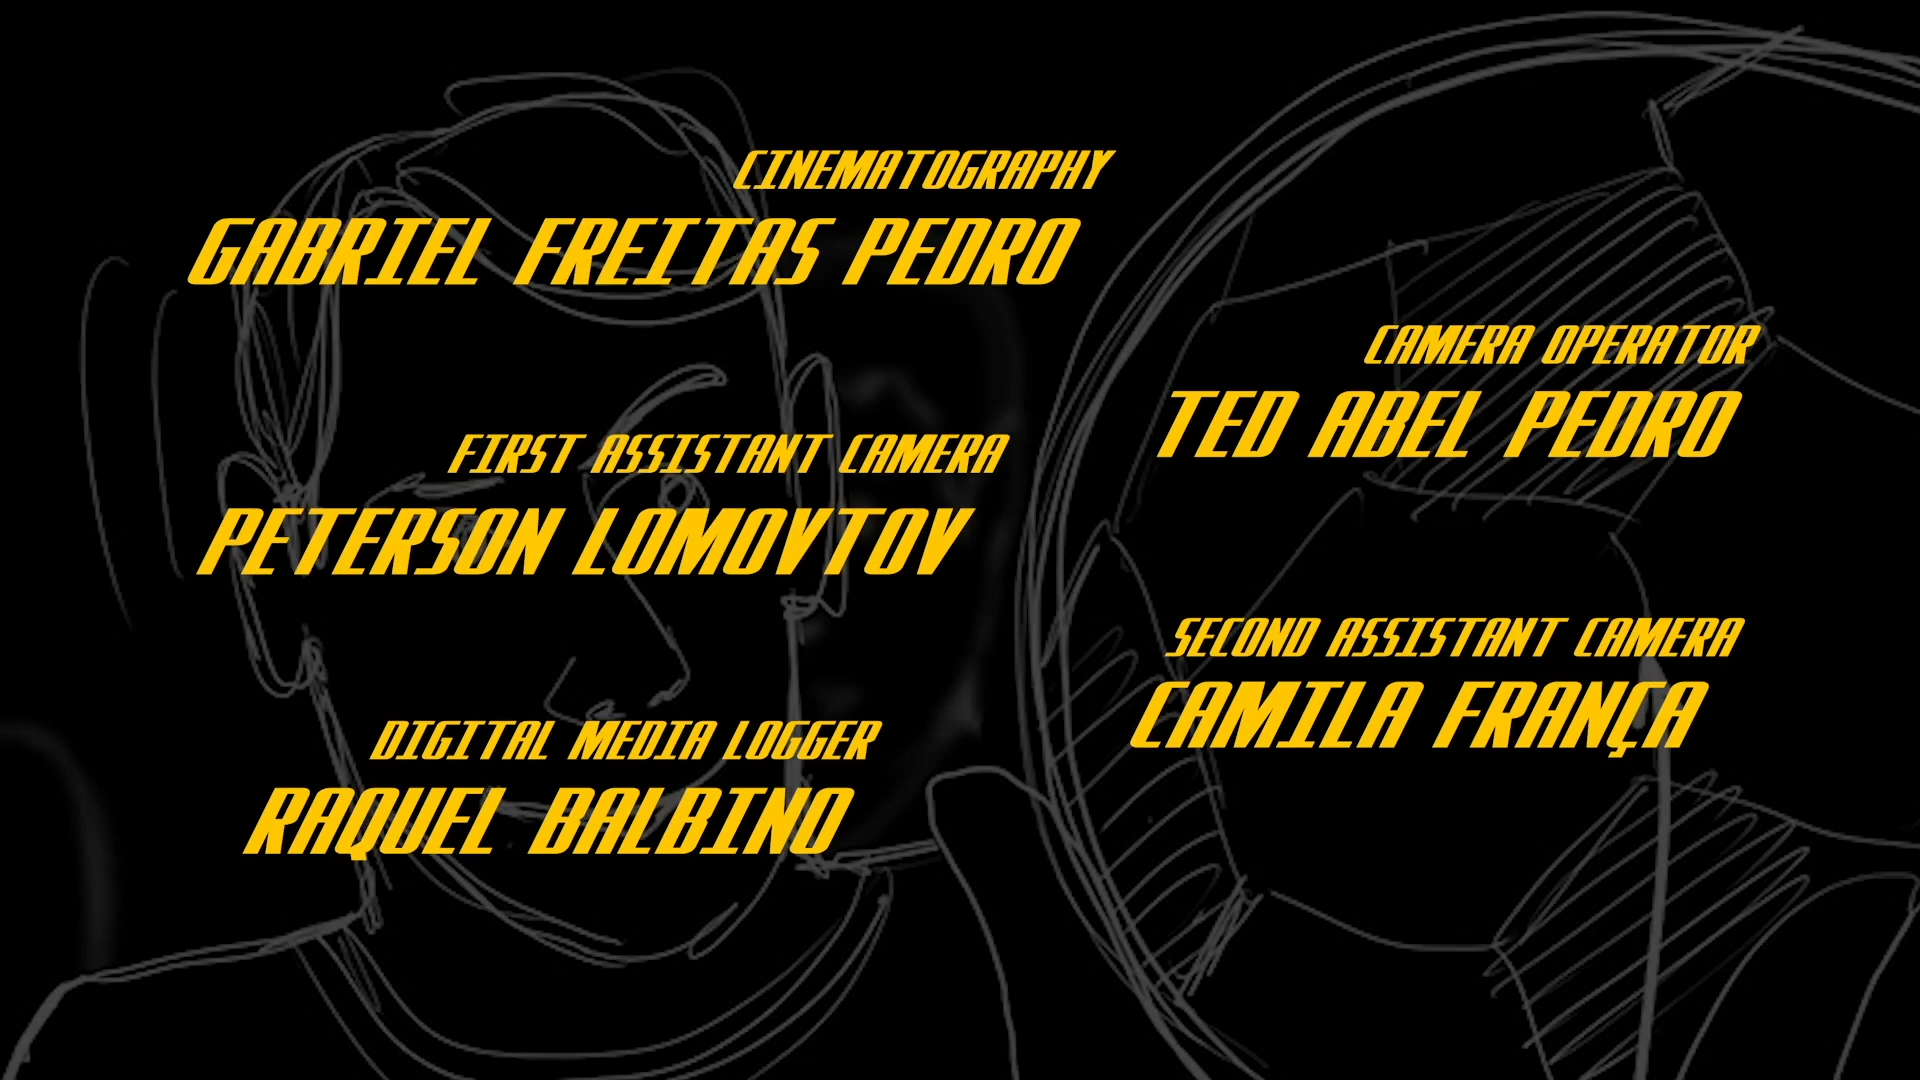 CINEMATOGRAPHY
GABRIEL FREITAS PEDRO
CAMERA OPERATOR
TED ABEL PEDRO
FIRST ASSISTANT CAMERA
PETERSON LOMOVTOV
SECOND ASSISTANT CAMERA
CAMILA FRANÇA
DIGITAL MEDIA LOGGER
RAQUEL BALBINO